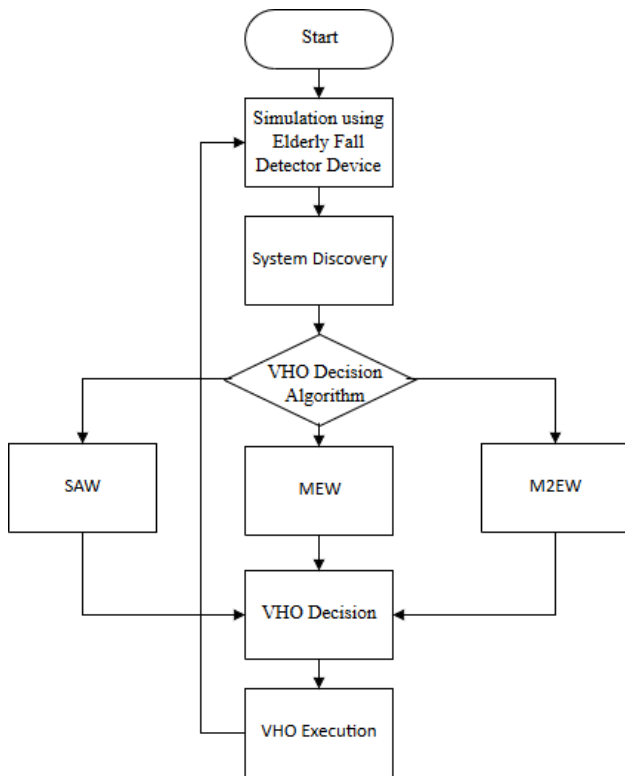 Start
Simulation using
Elderly Fall
Detector Device
System Discovery
VHO Decision
Algorithm
SAW
MEW
M2EW
VHO Decision
VHO Execution